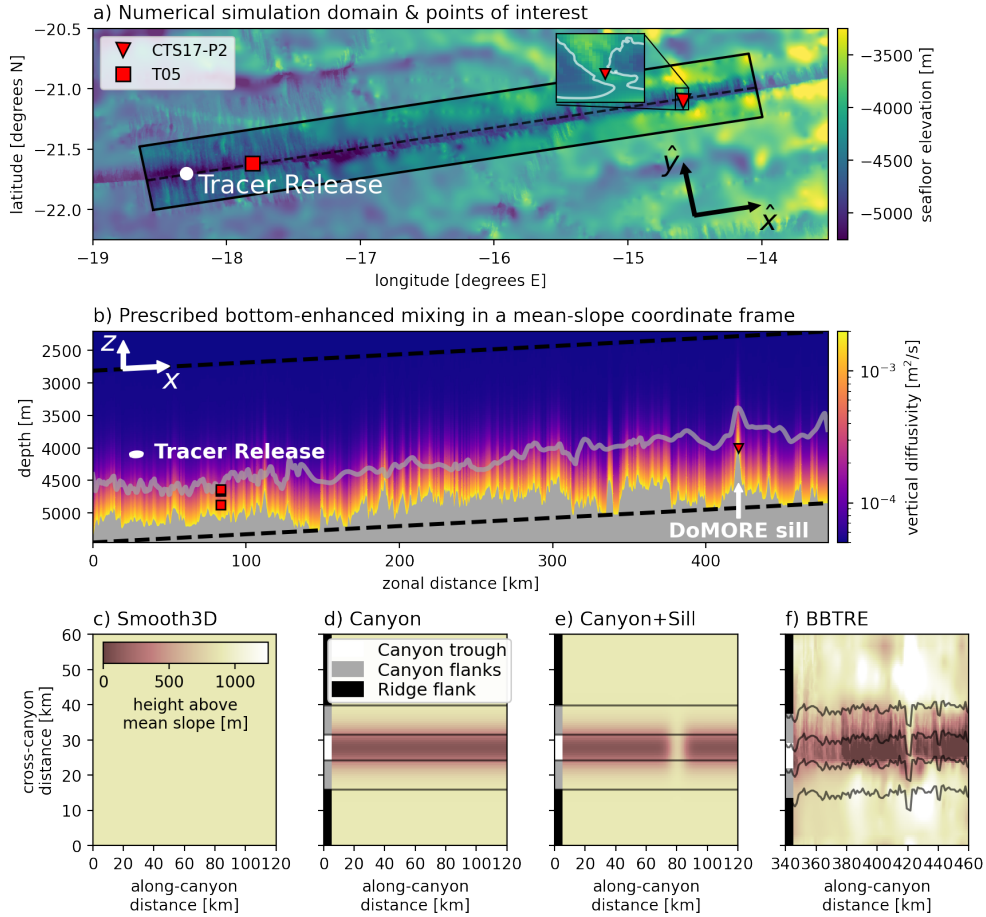 a) Numerical simulation domain & points of interest
−20.5
−21.0
−21.5
−22.0
latitude [degrees N]
CTS17-P2
T05
Tracer Release
ŷ
x̂
−19
−18
−17
−16
−15
−14
longitude [degrees E]
−3500
−4000
−4500
−5000
seafloor elevation [m]
b) Prescribed bottom-enhanced mixing in a mean-slope coordinate frame
2500
3000
3500
4000
4500
5000
depth [m]
z
x
Tracer Release
DoMORE sill
0
100
200
300
400
zonal distance [km]
10⁻³
10⁻⁴
vertical diffusivity [m²/s]
c) Smooth3D
60
50
40
30
20
10
0
cross-canyon
distance [km]
0
500
1000
height above
mean slope [m]
0 20 40 60 80 100120
along-canyon
distance [km]
d) Canyon
Canyon trough
Canyon flanks
Ridge flank
0 20 40 60 80 100120
along-canyon
distance [km]
e) Canyon+Sill
0 20 40 60 80 100120
along-canyon
distance [km]
f) BBTRE
340 360 380 400 420 440 460
along-canyon
distance [km]